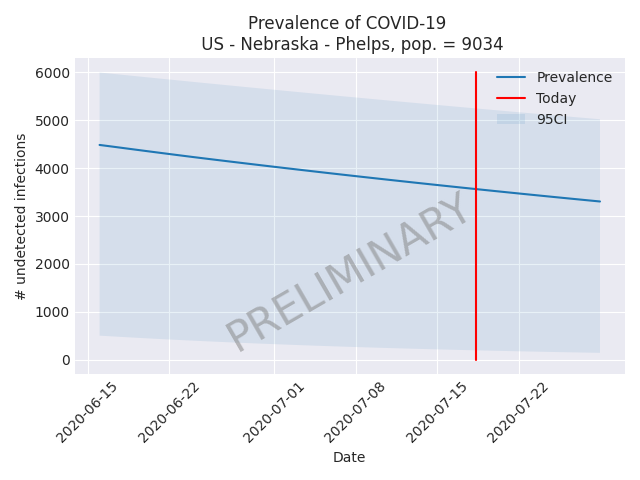 Prevalence of COVID-19
US - Nebraska - Phelps, pop. = 9034
6000
5000
4000
3000
2000
1000
0
# undetected infections
Prevalence
Today
95CI
PRELIMINARY
2020-06-15
2020-06-22
2020-07-01
2020-07-08
2020-07-15
2020-07-22
Date